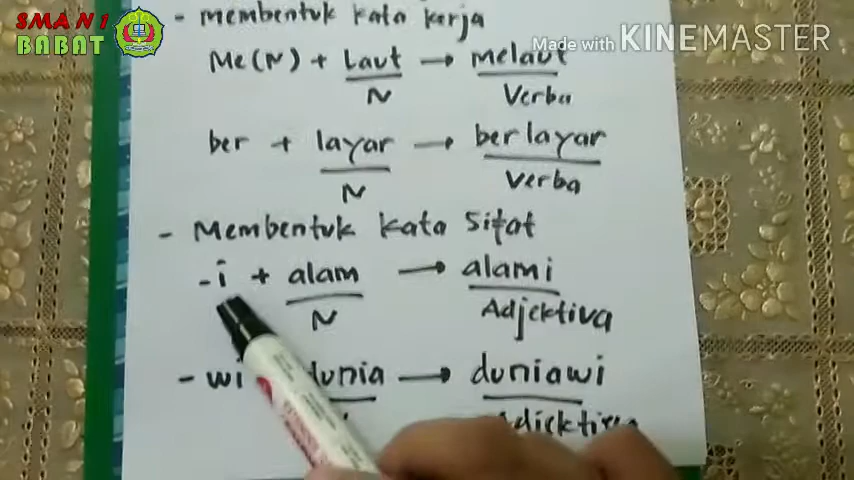 SMAN 1
BABAT
Made with KINEMASTER
- membentuk kata kerja
Me(N) + Laut → melaut
N Verba
ber + layar → berlayar
N Verba
- Membentuk kata Sifat
-i + alam → alami
N Adjektiva
- wi dunia → duniawi